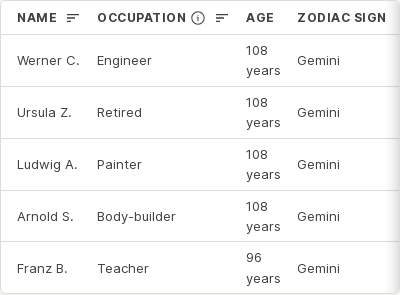 NAME OCCUPATION AGE ZODIAC SIGN
Werner C. Engineer 108 years Gemini
Ursula Z. Retired 108 years Gemini
Ludwig A. Painter 108 years Gemini
Arnold S. Body-builder 108 years Gemini
Franz B. Teacher 96 years Gemini